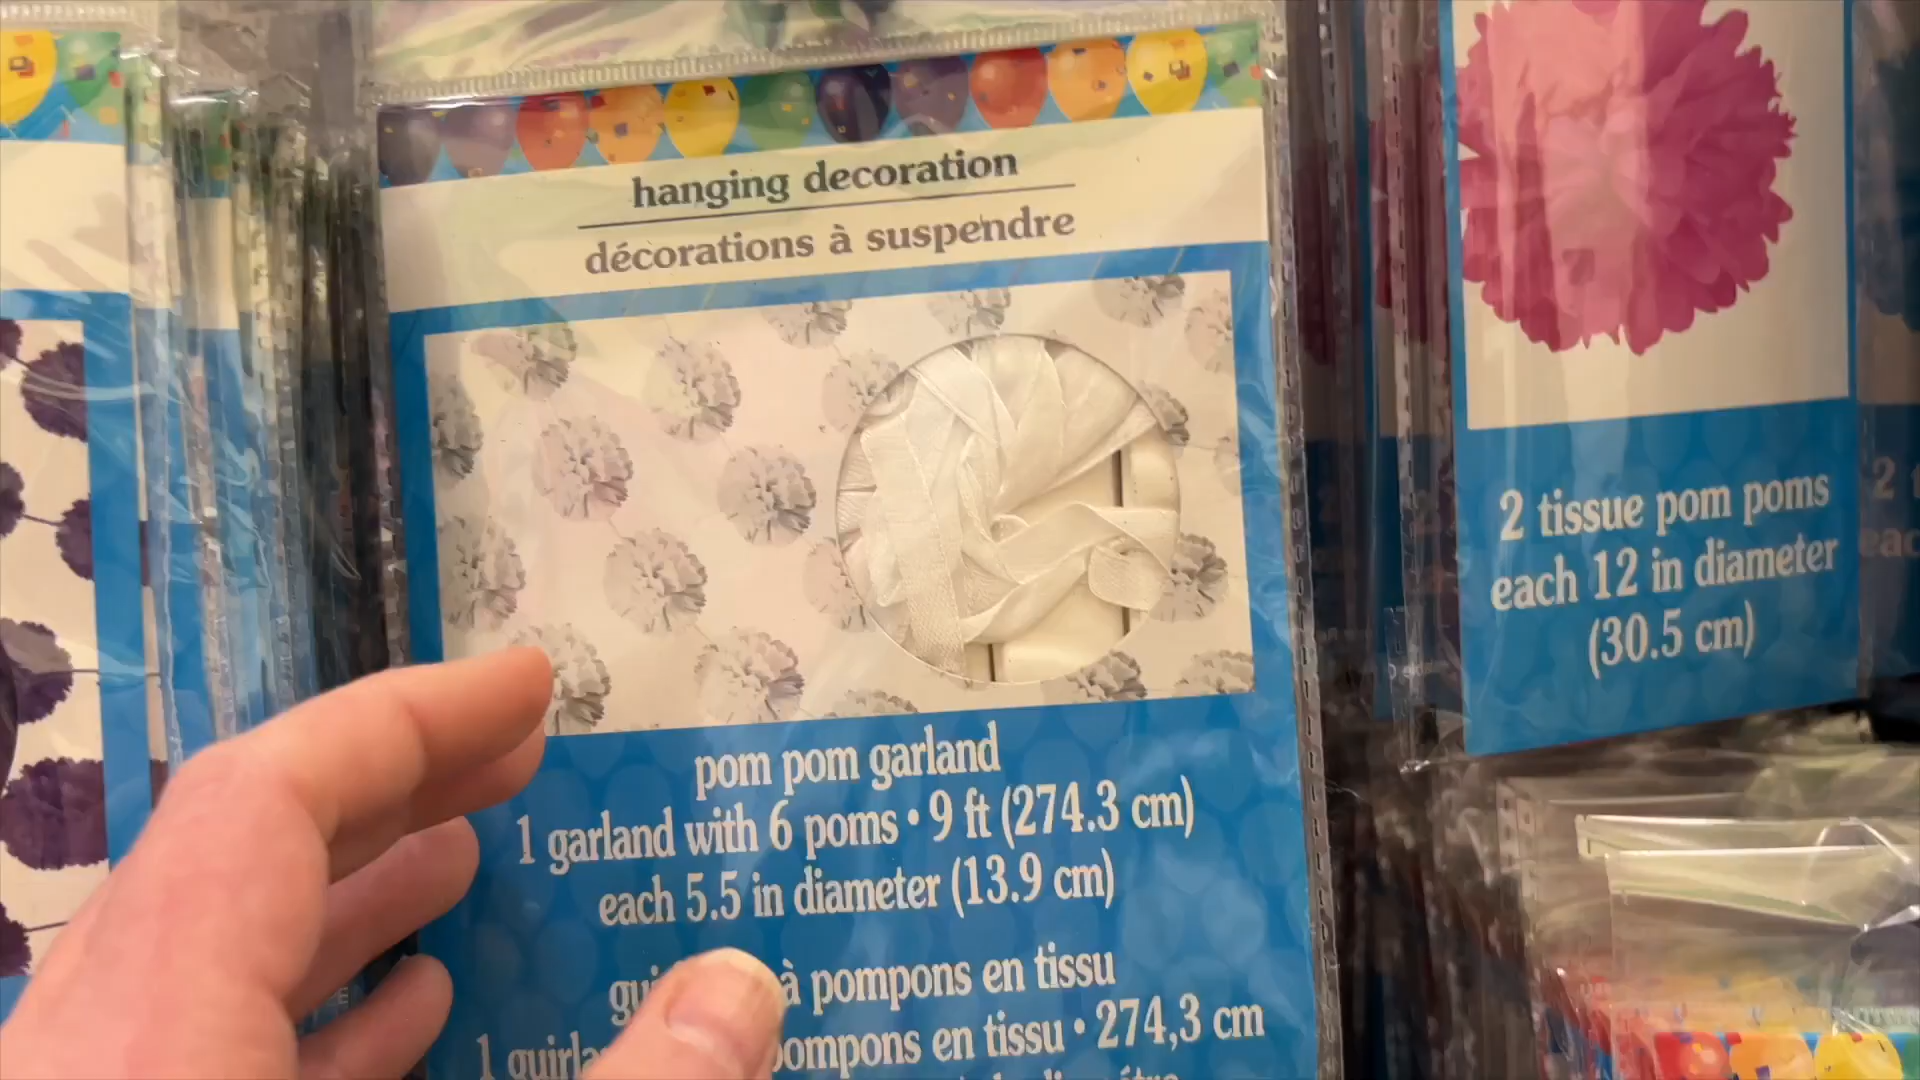 hanging decoration
décorations à suspendre
pom pom garland
1 garland with 6 poms • 9 ft (274.3 cm)
each 5.5 in diameter (13.9 cm)
à pompons en tissu
1 pompons en tissu • 274,3 cm
2 tissue pom poms
each 12 in diameter
(30.5 cm)
2